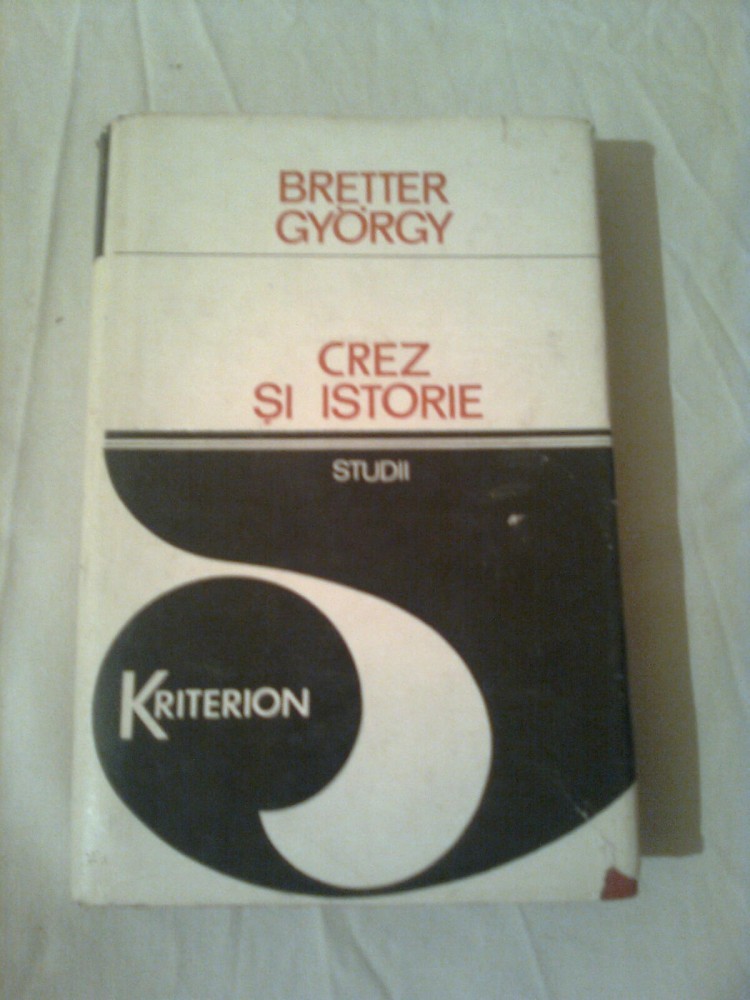 BRETTER
GYÖRGY
CREZ
ȘI ISTORIE
STUDII
KRITERION